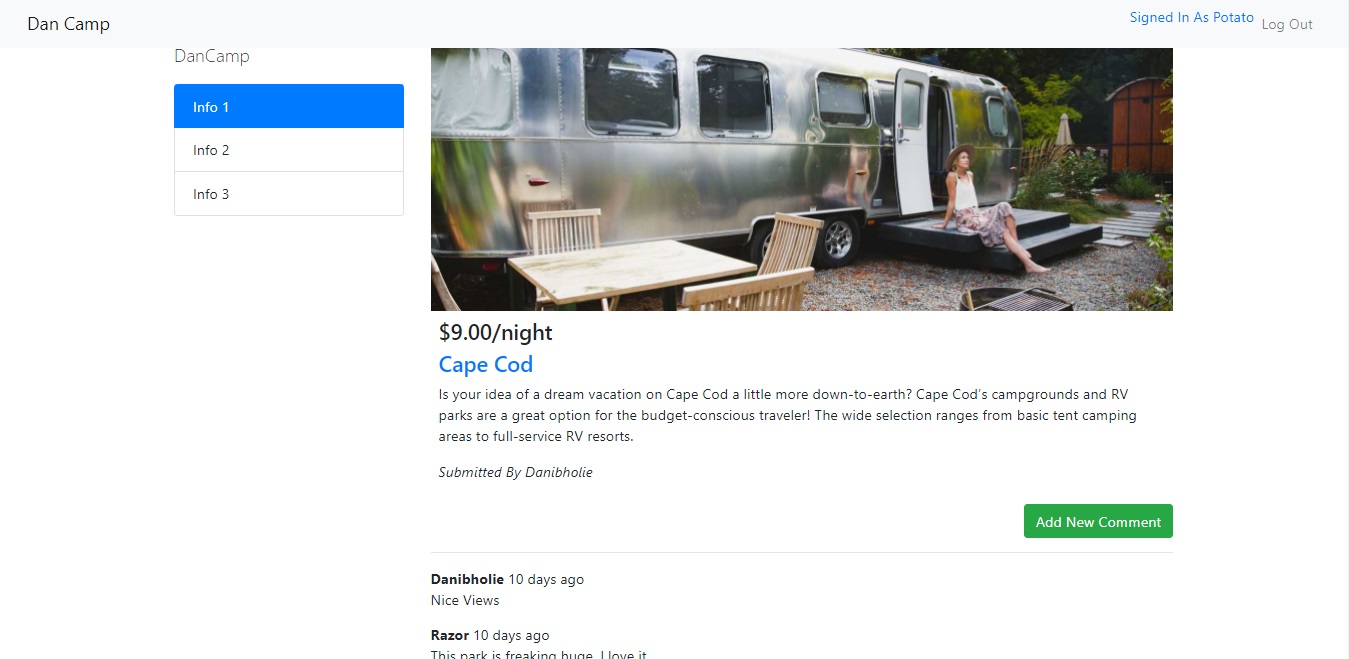 Dan Camp
Signed In As Potato
Log Out
DanCamp
Info 1
Info 2
Info 3
$9.00/night
Cape Cod
Is your idea of a dream vacation on Cape Cod a little more down-to-earth? Cape Cod’s campgrounds and RV
parks are a great option for the budget-conscious traveler! The wide selection ranges from basic tent camping
areas to full-service RV resorts.
Submitted By Danibholie
Add New Comment
Danibholie 10 days ago
Nice Views
Razor 10 days ago
This park is freaking huge. I love it